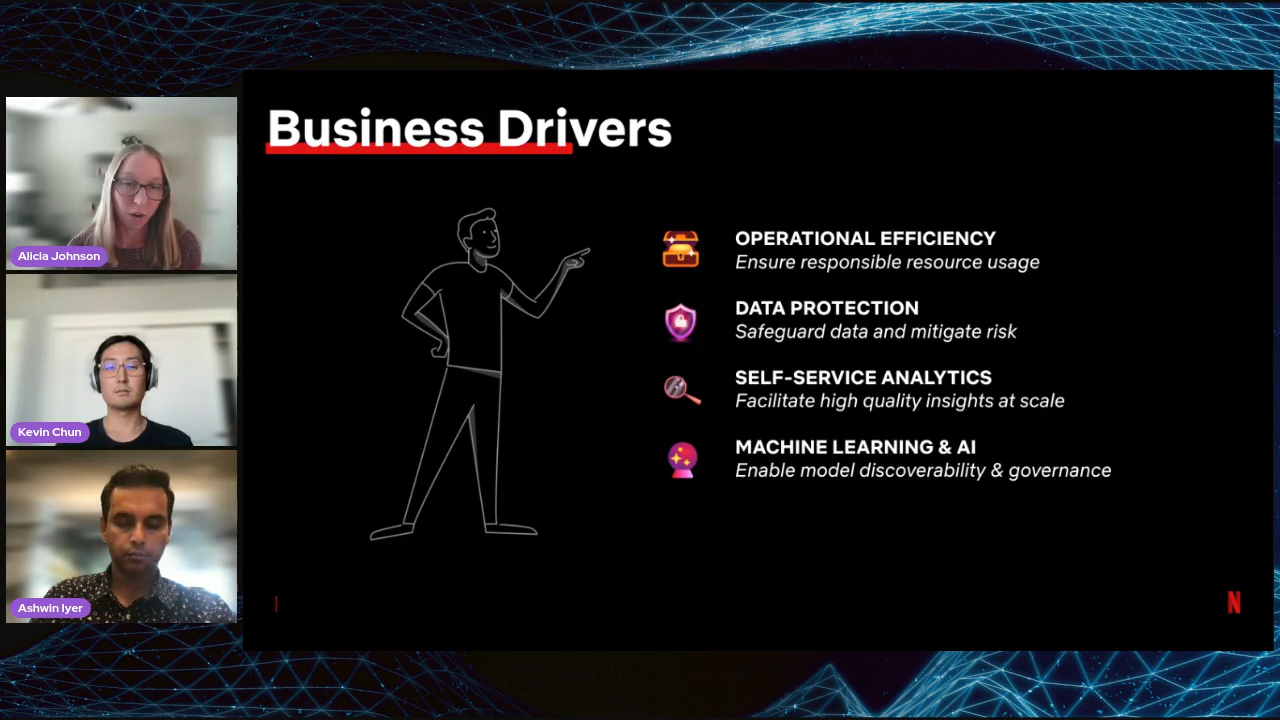 Business Drivers
OPERATIONAL EFFICIENCY
Ensure responsible resource usage
DATA PROTECTION
Safeguard data and mitigate risk
SELF-SERVICE ANALYTICS
Facilitate high quality insights at scale
MACHINE LEARNING & AI
Enable model discoverability & governance
N
Alicia Johnson
Kevin Chun
Ashwin Iyer